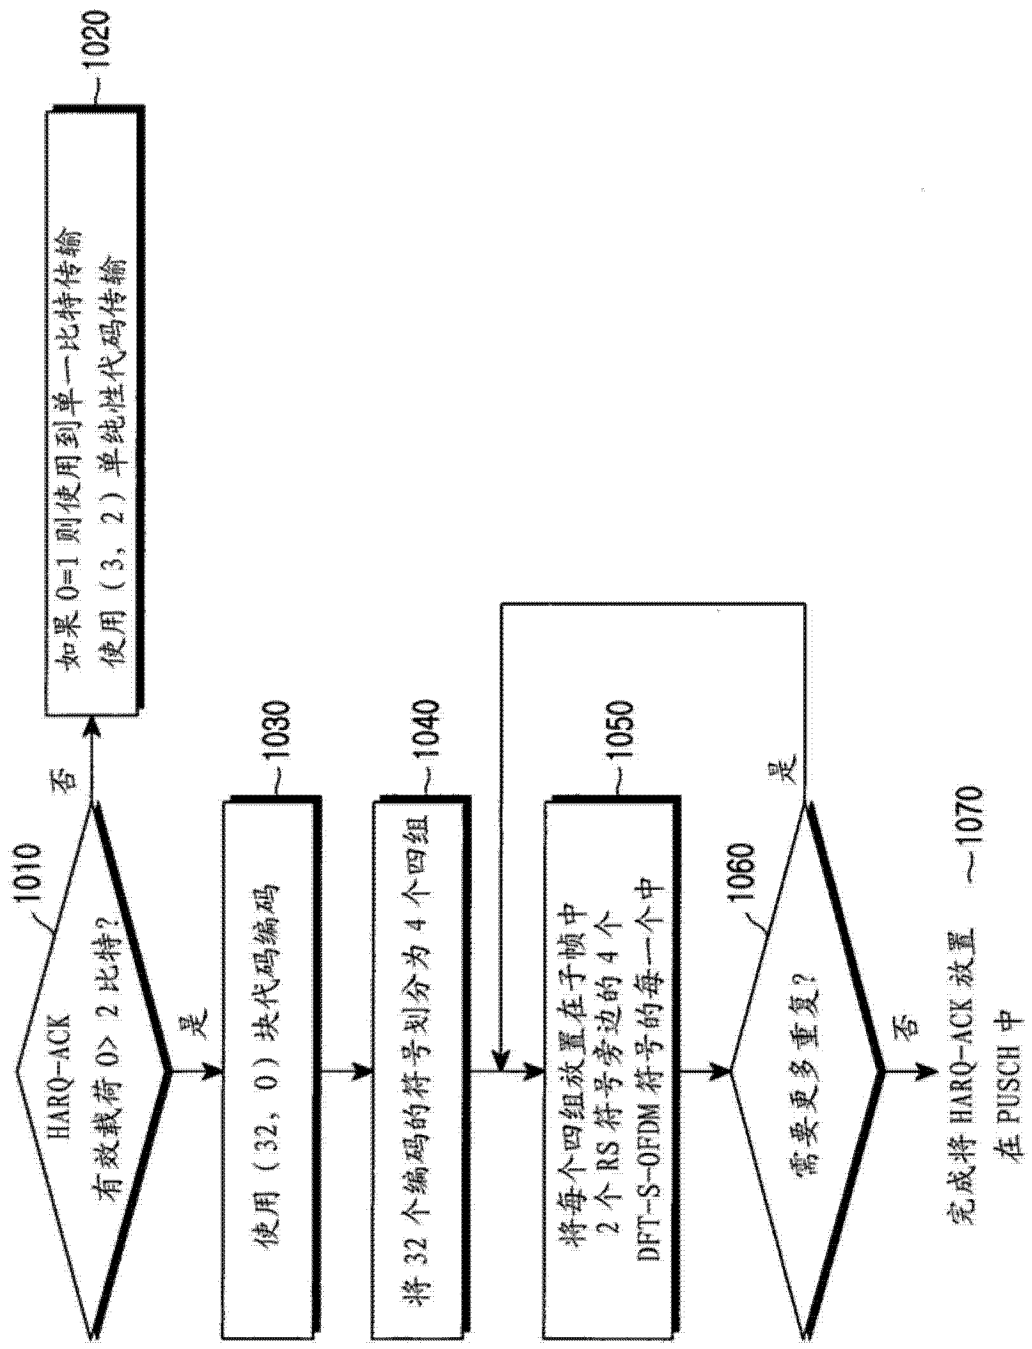 1010
HARQ-ACK
有效载荷 O> 2 比特?
否
1020
如果 O=1 则使用到单一比特传输
使用 (3, 2) 单纯性代码传输
是
1030
使用 (32, O) 块代码编码
1040
将 32 个编码的符号划分为 4 个四组
1050
将每个四组放置在子帧中
2 个 RS 符号旁边的 4 个
DFT-S-OFDM 符号的每一个中
1060
需要更多重复?
是
否
完成将 HARQ-ACK 放置 ~1070
在 PUSCH 中